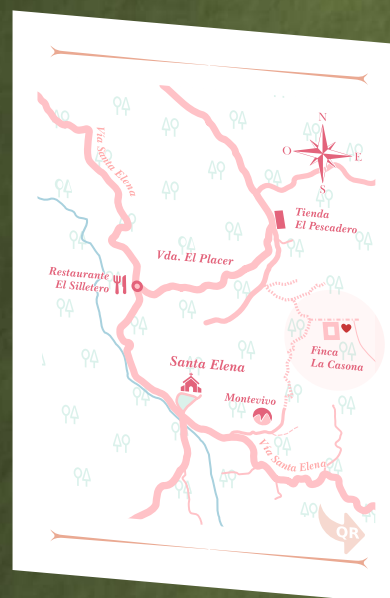 N
O
E
S
Vía Santa Elena
Tienda
El Pescadero
Vda. El Placer
Restaurante
El Silletero
Finca
La Casona
Santa Elena
Montevivo
Vía Santa Elena
QR